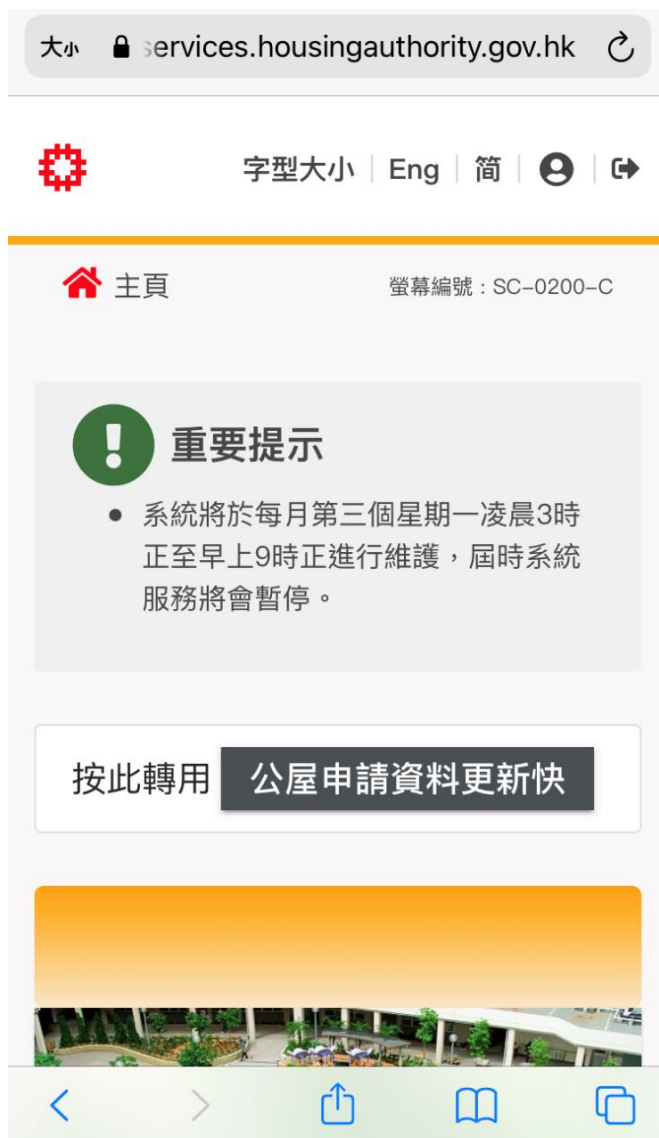 大小 services.housingauthority.gov.hk
字型大小 Eng 简
主頁 螢幕編號：SC-0200-C
重要提示
系統將於每月第三個星期一凌晨3時
正至早上9時正進行維護，屆時系統
服務將會暫停。
按此轉用 公屋申請資料更新快